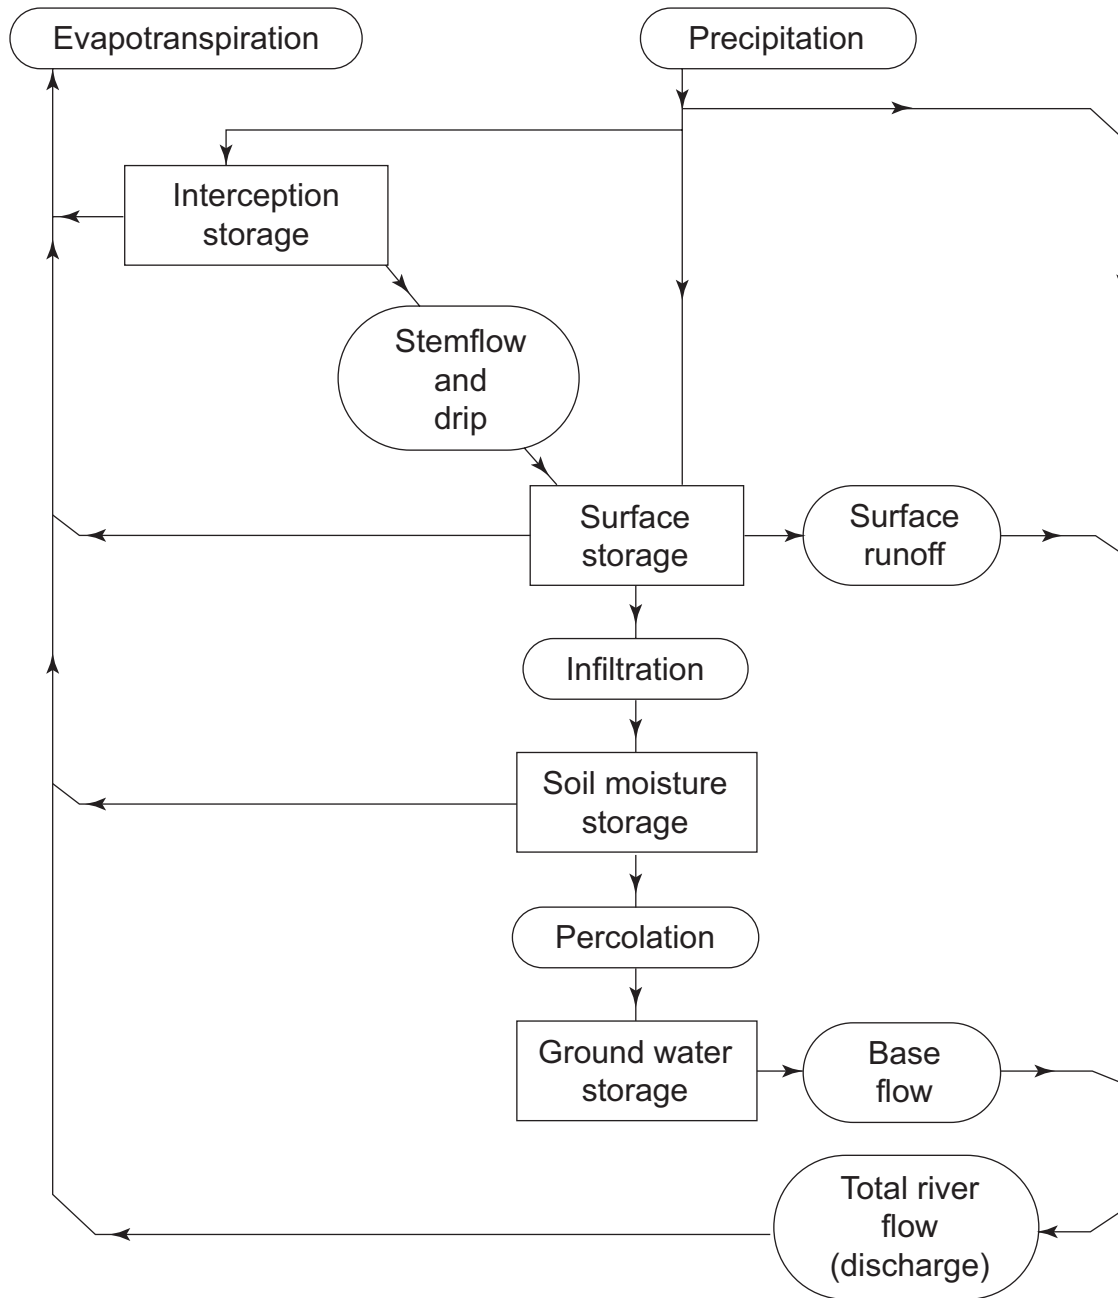 Evapotranspiration
Precipitation
Interception
storage
Stemflow
and
drip
Surface
storage
Surface
runoff
Infiltration
Soil moisture
storage
Percolation
Ground water
storage
Base
flow
Total river
flow
(discharge)